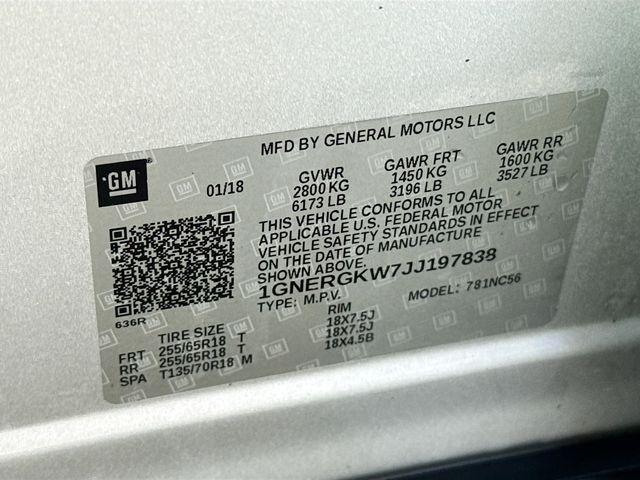 MFD BY GENERAL MOTORS LLC
GM
01/18
GVWR GAWR FRT GAWR RR
2800 KG 1450 KG 1600 KG
6173 LB 3196 LB 3527 LB
THIS VEHICLE CONFORMS TO ALL
APPLICABLE U.S. FEDERAL MOTOR
VEHICLE SAFETY STANDARDS IN EFFECT
ON THE DATE OF MANUFACTURE
SHOWN ABOVE.
1GNERGKW7JJ197838
TYPE: M.P.V. MODEL: 781NC56
636R
TIRE SIZE RIM
FRT 255/65R18 T 18X7.5J
RR 255/65R18 T 18X7.5J
SPA T135/70R18 M 18X4.5B